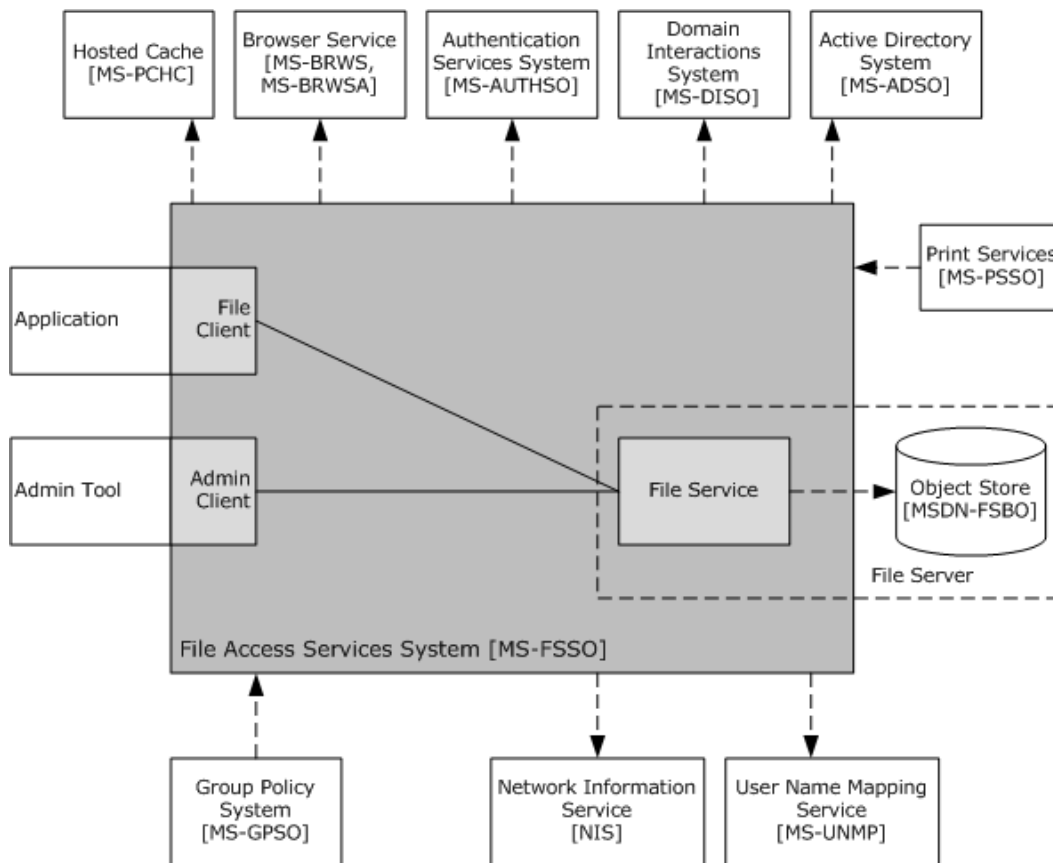 Hosted Cache
[MS-PCHC]
Browser Service
[MS-BRWS,
MS-BRWSA]
Authentication
Services System
[MS-AUTHSO]
Domain
Interactions
System
[MS-DISO]
Active Directory
System
[MS-ADSO]
Print Services
[MS-PSSO]
Application
File
Client
Admin Tool
Admin
Client
File Service
Object Store
[MSDN-FSBO]
File Server
File Access Services System [MS-FSSO]
Group Policy
System
[MS-GPSO]
Network Information
Service
[NIS]
User Name Mapping
Service
[MS-UNMP]